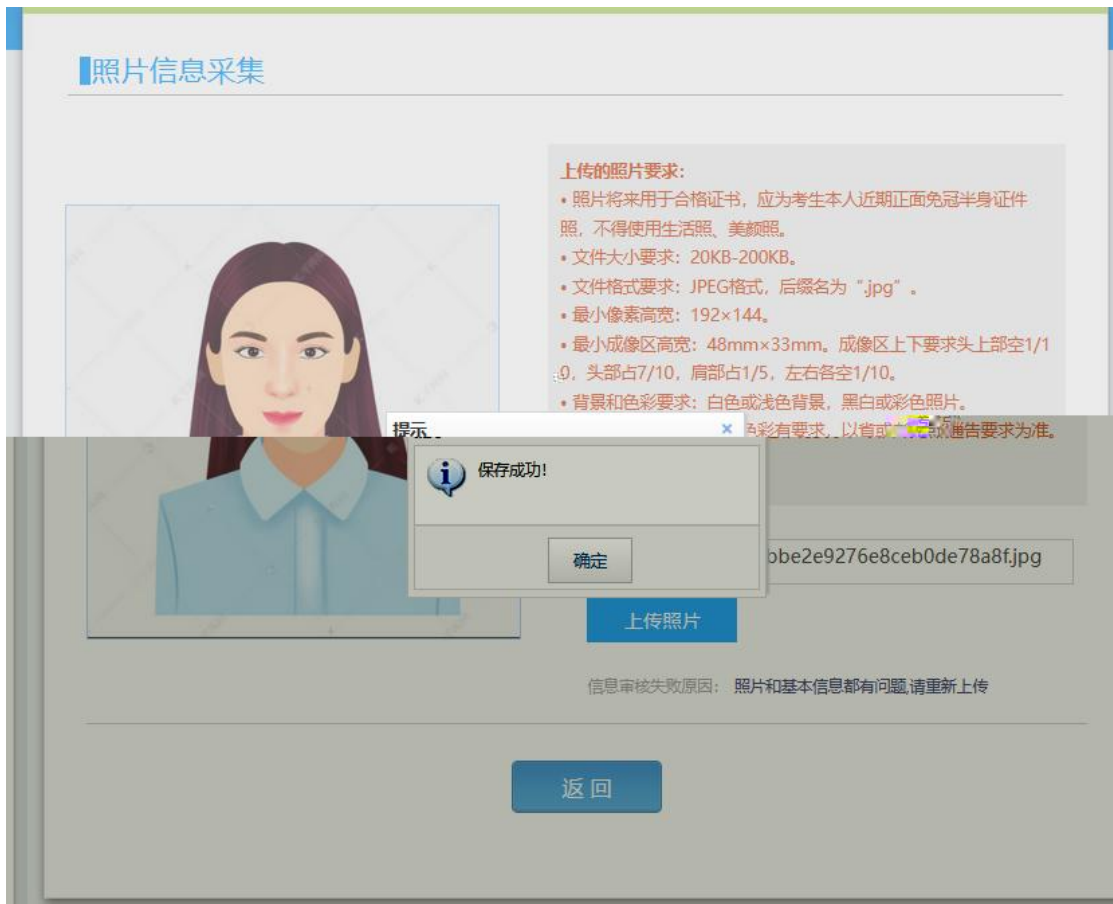 照片信息采集
上传的照片要求:
• 照片将来用于合格证书, 应为考生本人近期正面免冠半身证件
照, 不得使用生活照、美颜照。
• 文件大小要求: 20KB-200KB。
• 文件格式要求: JPEG格式, 后缀名为 “.jpg” 。
• 最小像素高宽: 192×144。
• 最小成像区高宽: 48mm×33mm。成像区上下要求头上部空1/1
0, 头部占7/10, 肩部占1/5, 左右各空1/10。
• 背景和色彩要求: 白色或浅色背景, 黑白或彩色照片。
色彩有要求, 以省或 通告要求为准。
提示
×
保存成功!
确定
bbe2e9276e8ceb0de78a8f.jpg
上传照片
信息审核失败原因: 照片和基本信息都有问题,请重新上传
返回